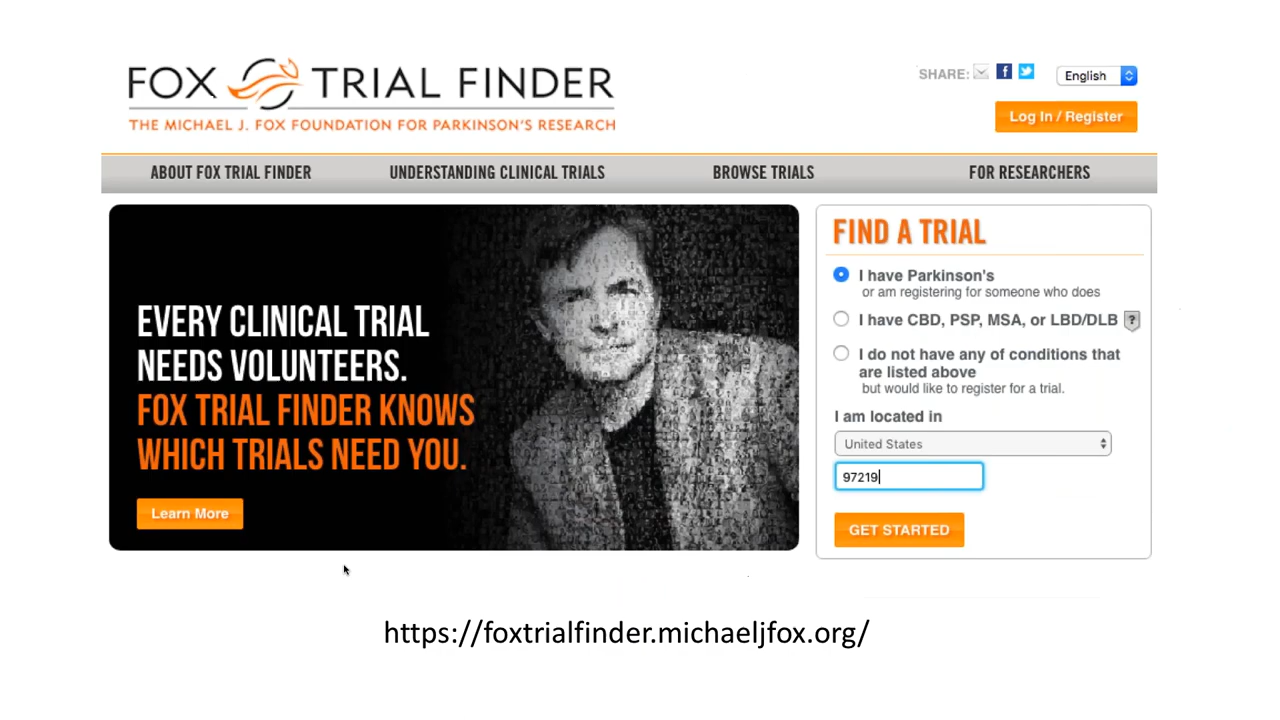 FOX TRIAL FINDER
THE MICHAEL J. FOX FOUNDATION FOR PARKINSON'S RESEARCH
SHARE:
English
Log In / Register
ABOUT FOX TRIAL FINDER
UNDERSTANDING CLINICAL TRIALS
BROWSE TRIALS
FOR RESEARCHERS
EVERY CLINICAL TRIAL
NEEDS VOLUNTEERS.
FOX TRIAL FINDER KNOWS
WHICH TRIALS NEED YOU.
Learn More
FIND A TRIAL
I have Parkinson's
or am registering for someone who does
I have CBD, PSP, MSA, or LBD/DLB ?
I do not have any of conditions that
are listed above
but would like to register for a trial.
I am located in
United States
97219
GET STARTED
https://foxtrialfinder.michaeljfox.org/